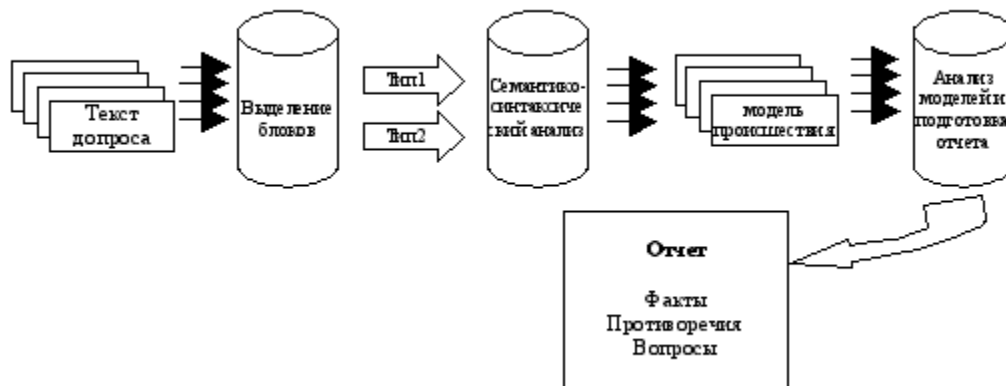 Текст
допроса
Выделение
блоков
Тип1
Тип2
Семантико-
синтаксиче
ский анализ
модель
происшествия
Анализ
моделей и
подготовка
отчета
Отчет
Факты
Противоречия
Вопросы